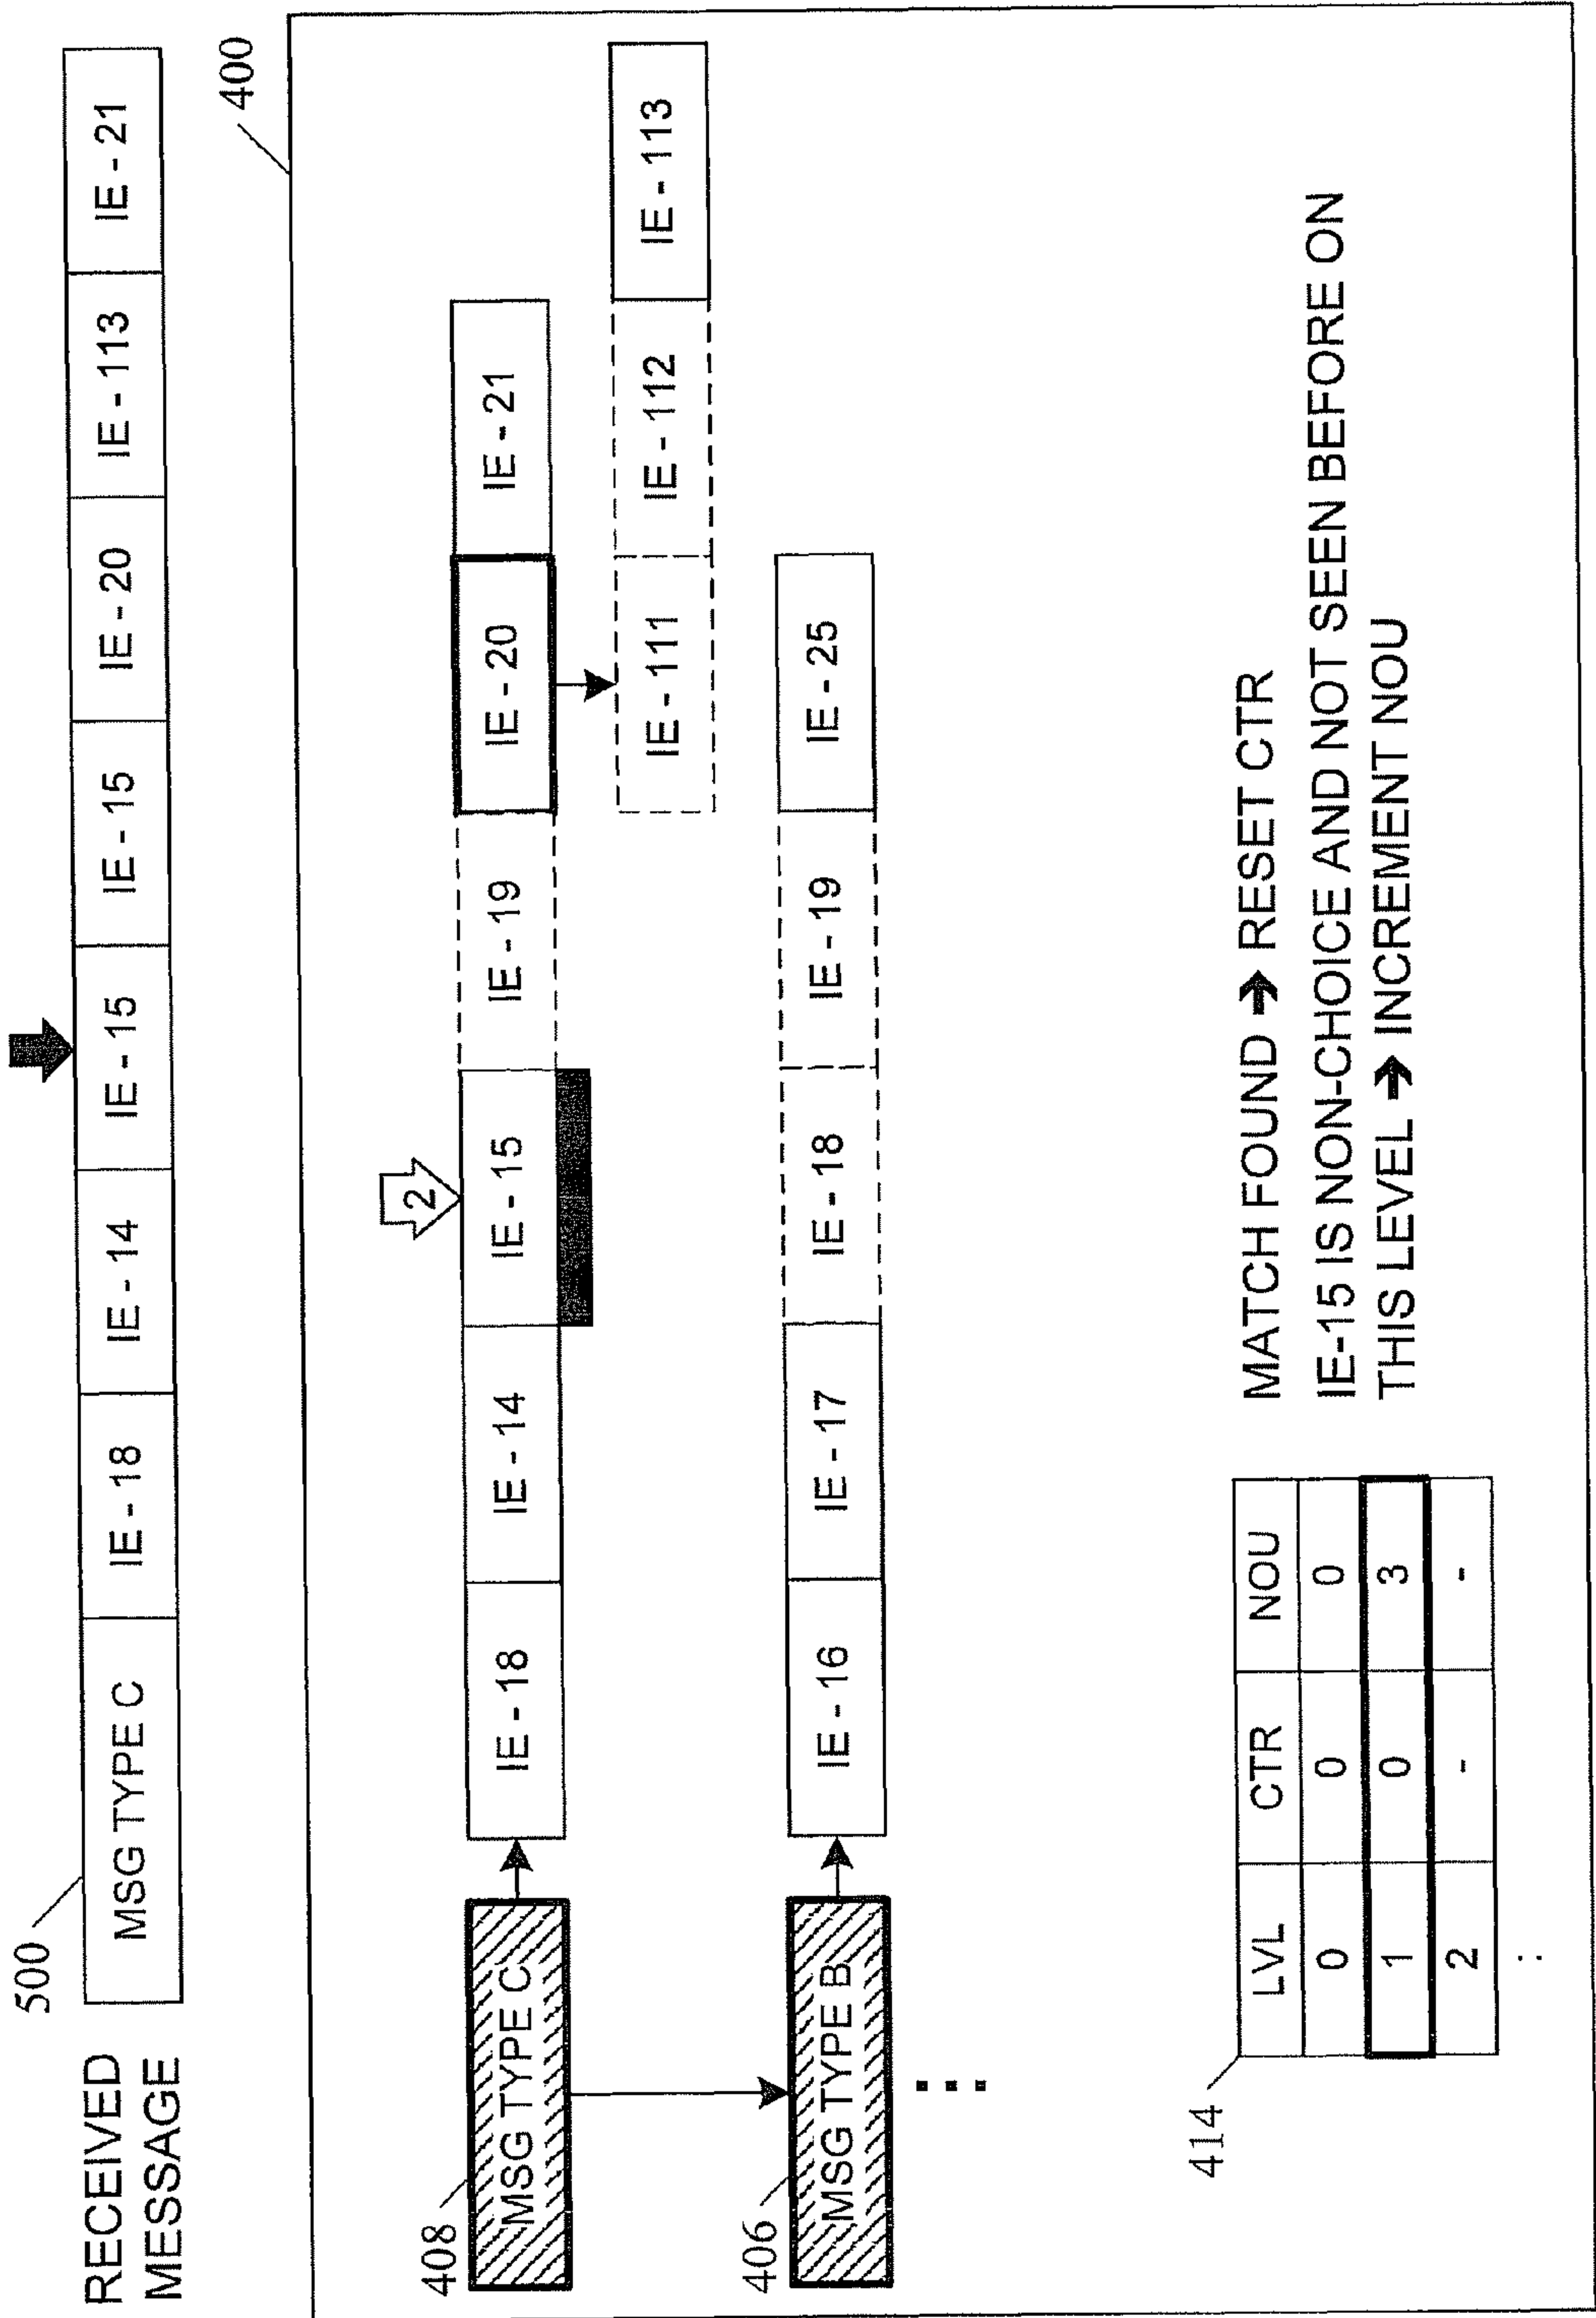 RECEIVED
MESSAGE
500
MSG TYPE C IE - 18 IE - 14 IE - 15 IE - 15 IE - 20 IE - 113 IE - 21
400
2
408
MSG TYPE C IE - 18 IE - 14 IE - 15 IE - 19 IE - 20 IE - 21
IE - 111 IE - 112 IE - 113
406
MSG TYPE B IE - 16 IE - 17 IE - 18 IE - 19 IE - 25
414
LVL CTR NOU
0 0 0
1 0 3
2 - -
:
MATCH FOUND ➔ RESET CTR
IE-15 IS NON-CHOICE AND NOT SEEN BEFORE ON
THIS LEVEL ➔ INCREMENT NOU